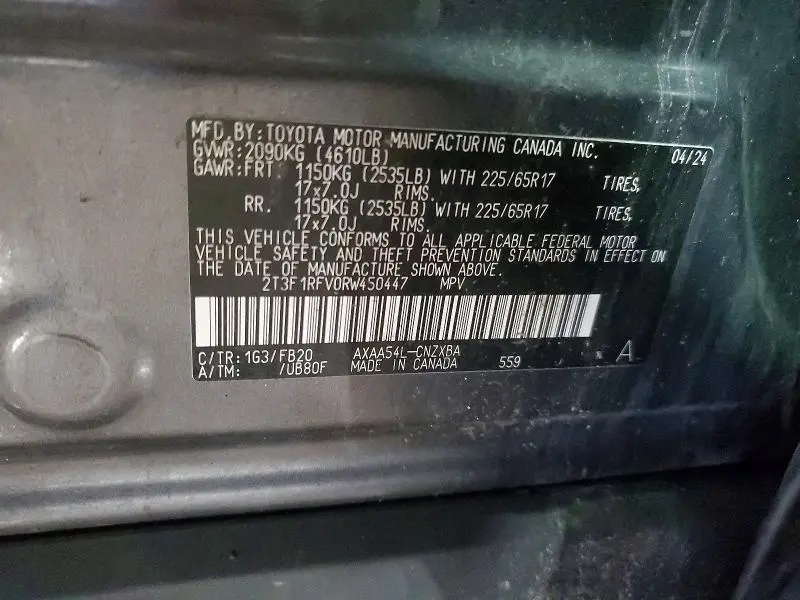 MFD.BY:TOYOTA MOTOR MANUFACTURING CANADA INC. 04/24
GVWR:2090KG (4610LB)
GAWR:FRT. 1150KG (2535LB) WITH 225/65R17 TIRES,
17x7.0J RIMS.
RR. 1150KG (2535LB) WITH 225/65R17 TIRES,
17x7.0J RIMS.
THIS VEHICLE CONFORMS TO ALL APPLICABLE FEDERAL MOTOR
VEHICLE SAFETY AND THEFT PREVENTION STANDARDS IN EFFECT ON
THE DATE OF MANUFACTURE SHOWN ABOVE.
2T3F1RFV0RW450447 MPV
C/TR:1G3/FB20 AXAA54L-CNZXBA A
A/TM: /UB80F MADE IN CANADA 559